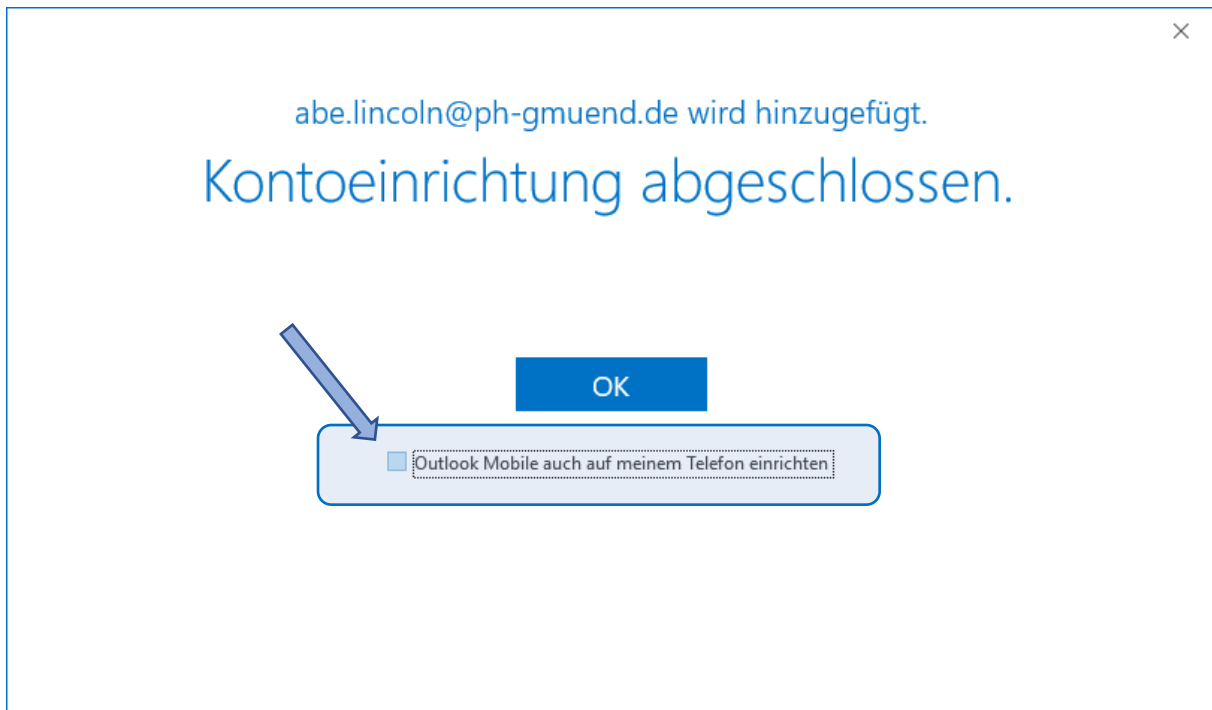 abe.lincoln@ph-gmuend.de wird hinzugefügt.
Kontoeinrichtung abgeschlossen.
OK
Outlook Mobile auch auf meinem Telefon einrichten